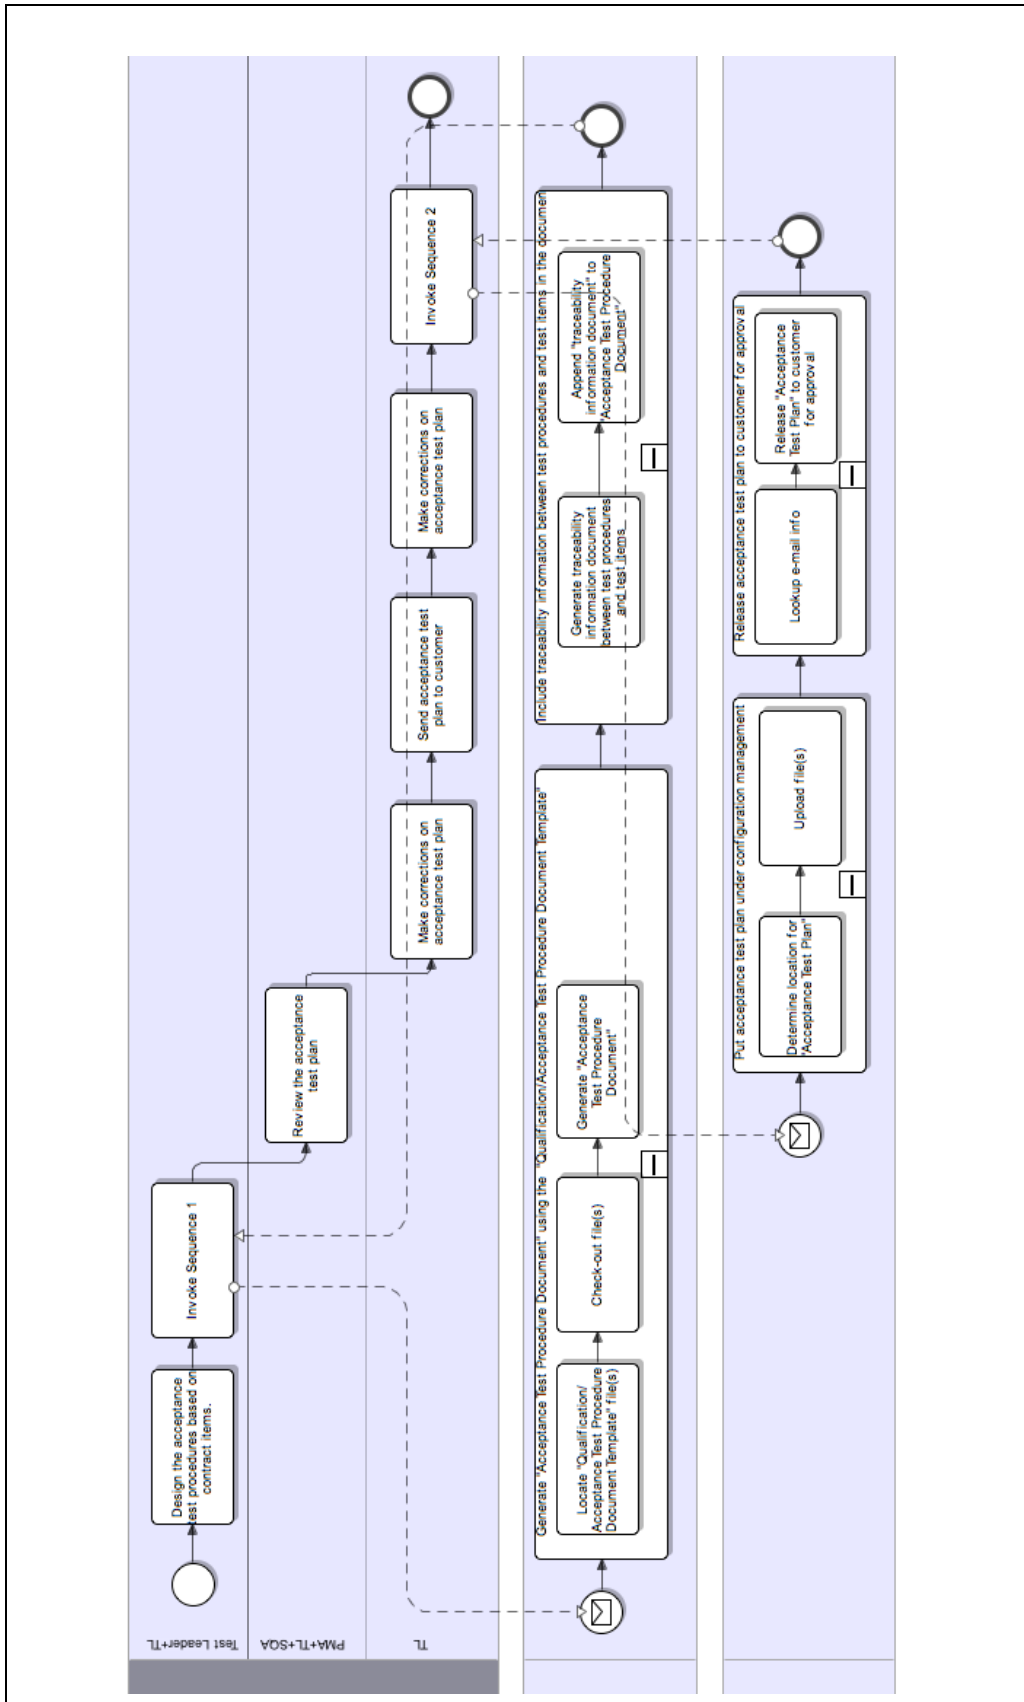 Test Leader+TL
PMA+TL+SQA
TL
Design the acceptance
test procedures based on
contract items.
Invoke Sequence 1
Review the acceptance
test plan
Make corrections on
acceptance test plan
Send acceptance test
plan to customer
Make corrections on
acceptance test plan
Invoke Sequence 2
Generate "Acceptance Test Procedure Document" using the "Qualification/Acceptance Test Procedure Document Template"
Locate "Qualification/
Acceptance Test Procedure
Document Template" file(s)
Check-out file(s)
Generate "Acceptance
Test Procedure
Document"
Include traceability information between test procedures and test items in the document
Generate traceability
information document
between test procedures
and test items
Append "traceability
information document" to
"Acceptance Test Procedure
Document"
Put acceptance test plan under configuration management
Determine location for
"Acceptance Test Plan"
Upload file(s)
Release acceptance test plan to customer for approval
Lookup e-mail info
Release "Acceptance
Test Plan" to customer
for approval